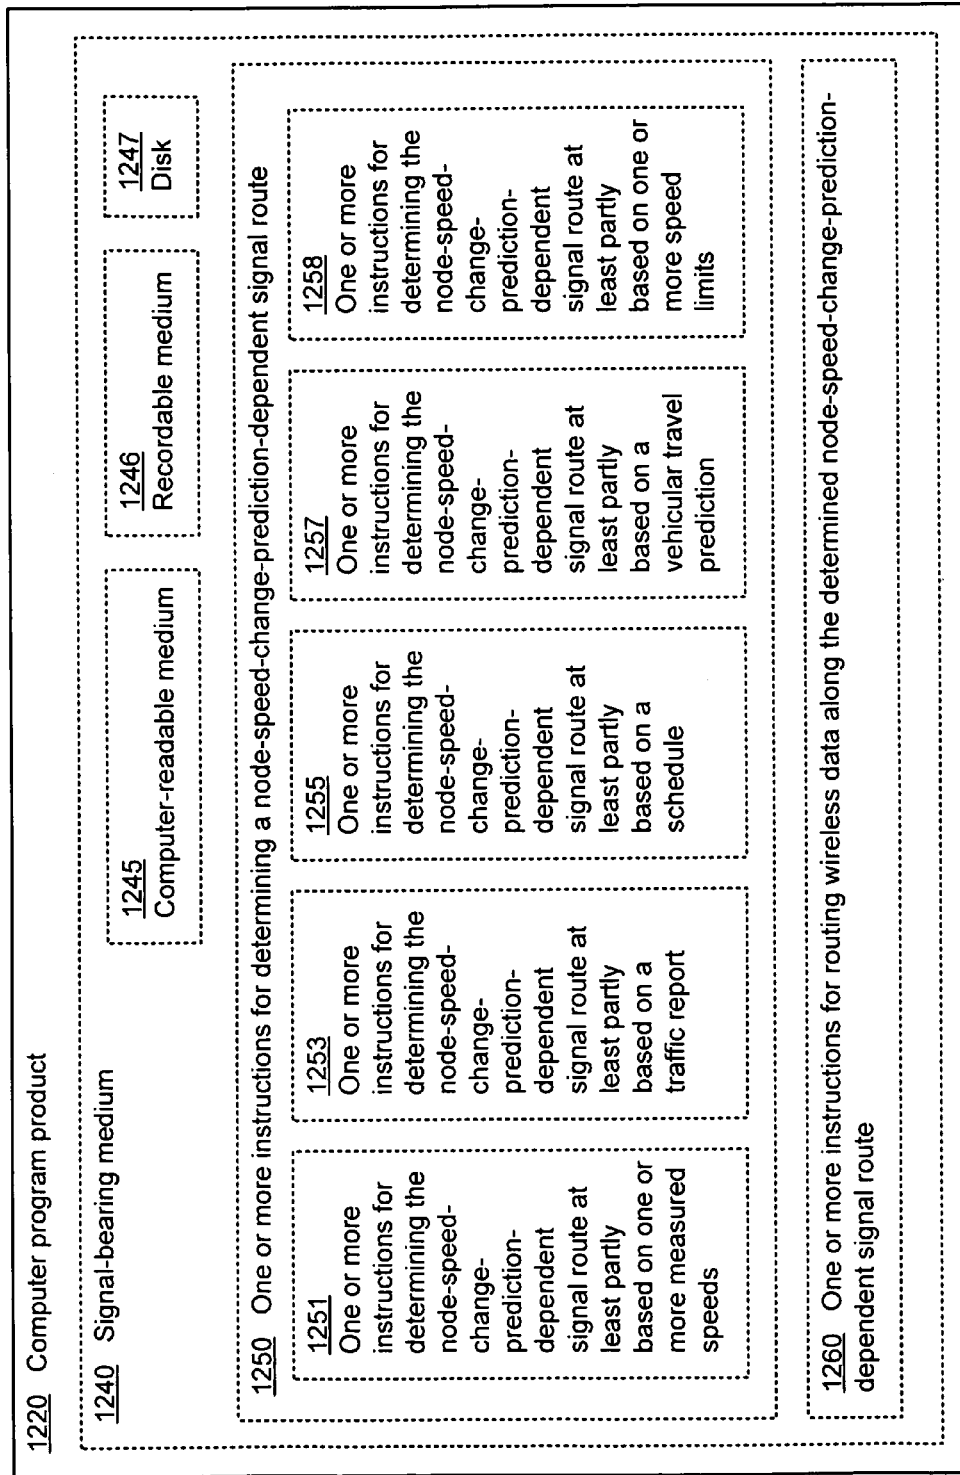 1220 Computer program product
1240 Signal-bearing medium
1245
Computer-readable medium
1246
Recordable medium
1247
Disk
1250 One or more instructions for determining a node-speed-change-prediction-dependent signal route
1251
One or more
instructions for
determining the
node-speed-
change-
prediction-
dependent
signal route at
least partly
based on one or
more measured
speeds
1253
One or more
instructions for
determining the
node-speed-
change-
prediction-
dependent
signal route at
least partly
based on a
traffic report
1255
One or more
instructions for
determining the
node-speed-
change-
prediction-
dependent
signal route at
least partly
based on a
schedule
1257
One or more
instructions for
determining the
node-speed-
change-
prediction-
dependent
signal route at
least partly
based on a
vehicular travel
prediction
1258
One or more
instructions for
determining the
node-speed-
change-
prediction-
dependent
signal route at
least partly
based on one or
more speed
limits
1260 One or more instructions for routing wireless data along the determined node-speed-change-prediction-
dependent signal route